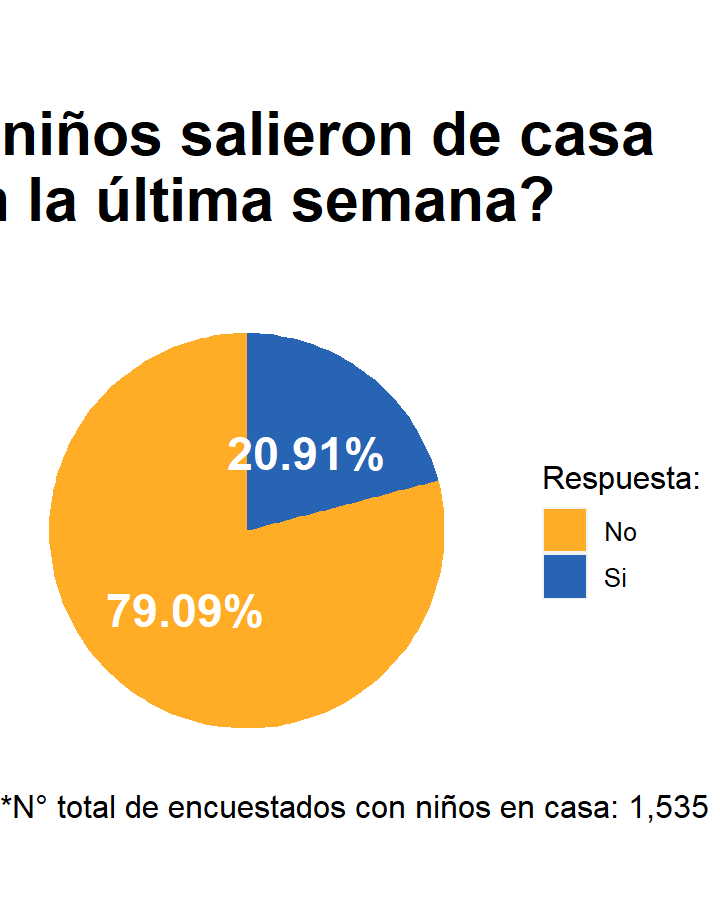 niños salieron de casa
la última semana?
20.91%
79.09%
Respuesta:
No
Si
*N° total de encuestados con niños en casa: 1,535